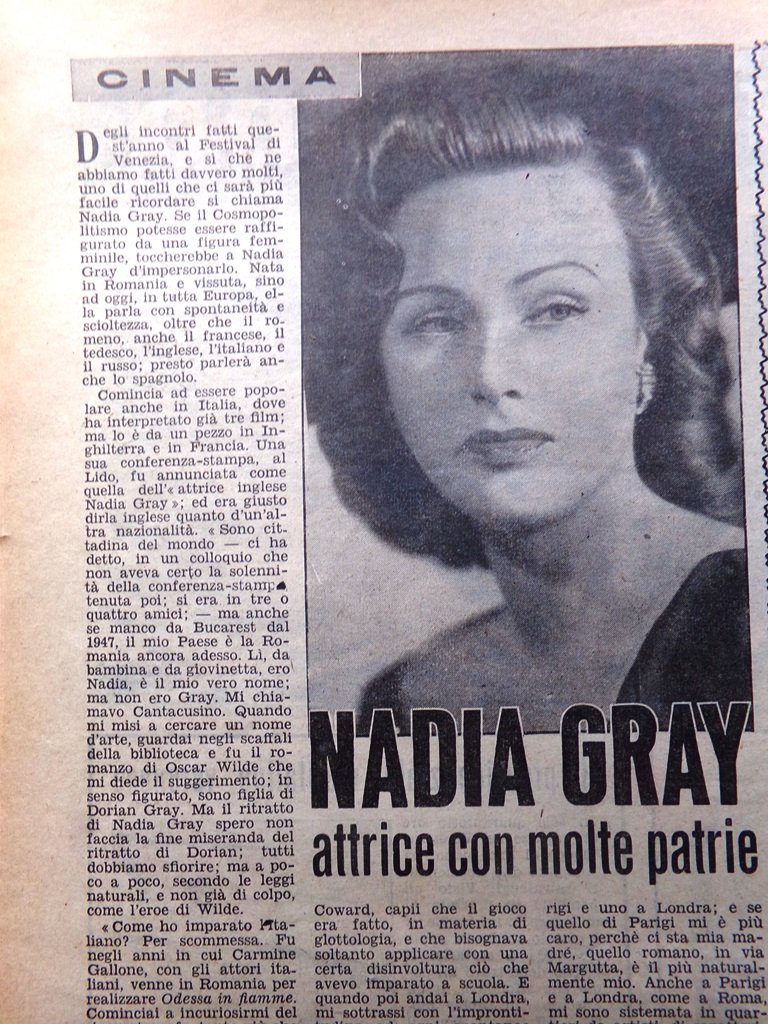 CINEMA
Degli incontri fatti que-
st'anno al Festival di
Venezia, e sì che ne
abbiamo fatti davvero molti,
uno di quelli che ci sarà più
facile ricordare si chiama
Nadia Gray. Se il Cosmopo-
litismo potesse essere raffi-
gurato da una figura fem-
minile, toccherebbe a Nadia
Gray d'impersonarlo. Nata
in Romania e vissuta, sino
ad oggi, in tutta Europa, el-
la parla con spontaneità e
scioltezza, oltre che il ro-
meno, anche il francese, il
tedesco, l'inglese, l'italiano e
il russo; presto parlerà an-
che lo spagnolo.
Comincia ad essere popo-
lare anche in Italia, dove
ha interpretato già tre film;
ma lo è da un pezzo in In-
ghilterra e in Francia. Una
sua conferenza-stampa, al
Lido, fu annunciata come
quella dell'« attrice inglese
Nadia Gray »; ed era giusto
dirla inglese quanto d'un'al-
tra nazionalità. « Sono cit-
tadina del mondo — ci ha
detto, in un colloquio che
non aveva certo la solenni-
tà della conferenza-stampa
tenuta poi; si era in tre o
quattro amici; — ma anche
se manco da Bucarest dal
1947, il mio Paese è la Ro-
mania ancora adesso. Lì, da
bambina e da giovinetta, ero
Nadia, è il mio vero nome;
ma non ero Gray. Mi chia-
mavo Cantacusino. Quando
mi misi a cercare un nome
d'arte, guardai negli scaffali
della biblioteca e fu il ro-
manzo di Oscar Wilde che
mi diede il suggerimento; in
senso figurato, sono figlia di
Dorian Gray. Ma il ritratto
di Nadia Gray spero non
faccia la fine miseranda del
ritratto di Dorian; tutti
dobbiamo sfiorire; ma a po-
co a poco, secondo le leggi
naturali, e non già di colpo,
come l'eroe di Wilde.
« Come ho imparato l'ita-
liano? Per scommessa. Fu
negli anni in cui Carmine
Gallone, con gli attori ita-
liani, venne in Romania per
realizzare Odessa in fiamme.
Cominciai a incuriosirmi del
NADIA GRAY
attrice con molte patrie
Coward, capii che il gioco
era fatto, in materia di
glottologia, e che bisognava
soltanto applicare con una
certa disinvoltura ciò che
avevo imparato a scuola. E
quando poi andai a Londra,
mi sottrassi con l'impronti-
rigi e uno a Londra; e se
quello di Parigi mi è più
caro, perchè ci sta mia ma-
dre, quello romano, in via
Margutta, è il più natural-
mente mio. Anche a Parigi
e a Londra, come a Roma,
mi sono sistemata in quar-